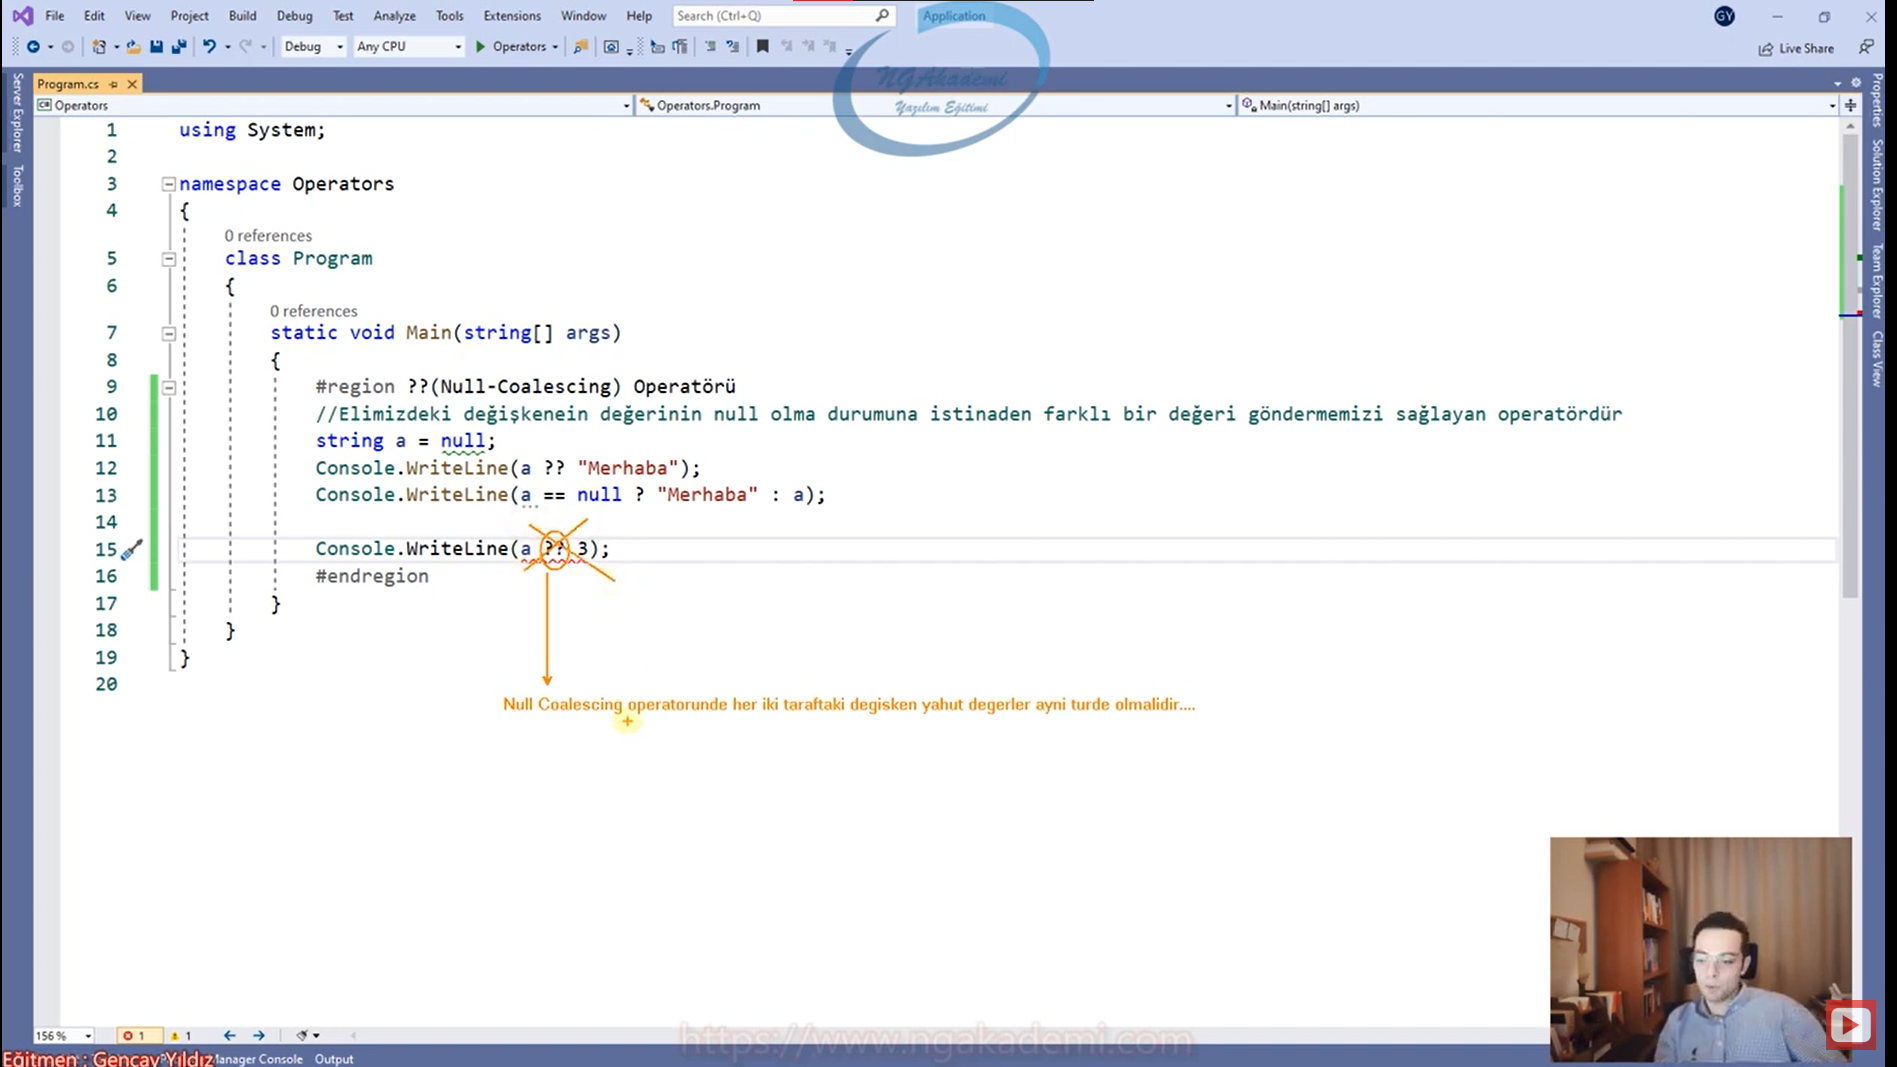 File Edit View Project Build Debug Test Analyze Tools Extensions Window Help Search (Ctrl+Q) Application GY
Debug Any CPU Operators Live Share
NGAkademi
Yazılım Eğitimi
Program.cs
Operators Operators.Program Main(string[] args)
Server Explorer
Toolbox
Properties
Solution Explorer
Team Explorer
Class View
1 using System;
2
3 namespace Operators
4 {
0 references
5 class Program
6 {
0 references
7 static void Main(string[] args)
8 {
9 #region ??(Null-Coalescing) Operatörü
10 //Elimizdeki değişkenein değerinin null olma durumuna istinaden farklı bir değeri göndermemizi sağlayan operatördür
11 string a = null;
12 Console.WriteLine(a ?? "Merhaba");
13 Console.WriteLine(a == null ? "Merhaba" : a);
14
15 Console.WriteLine(a ?? 3);
16 #endregion
17 }
18 }
19 }
20
Null Coalescing operatorunde her iki taraftaki degisken yahut degerler ayni turde olmalidir....
156 % 1 1
https://www.ngakademi.com
Eğitmen : Gençay Yıldız Manager Console Output